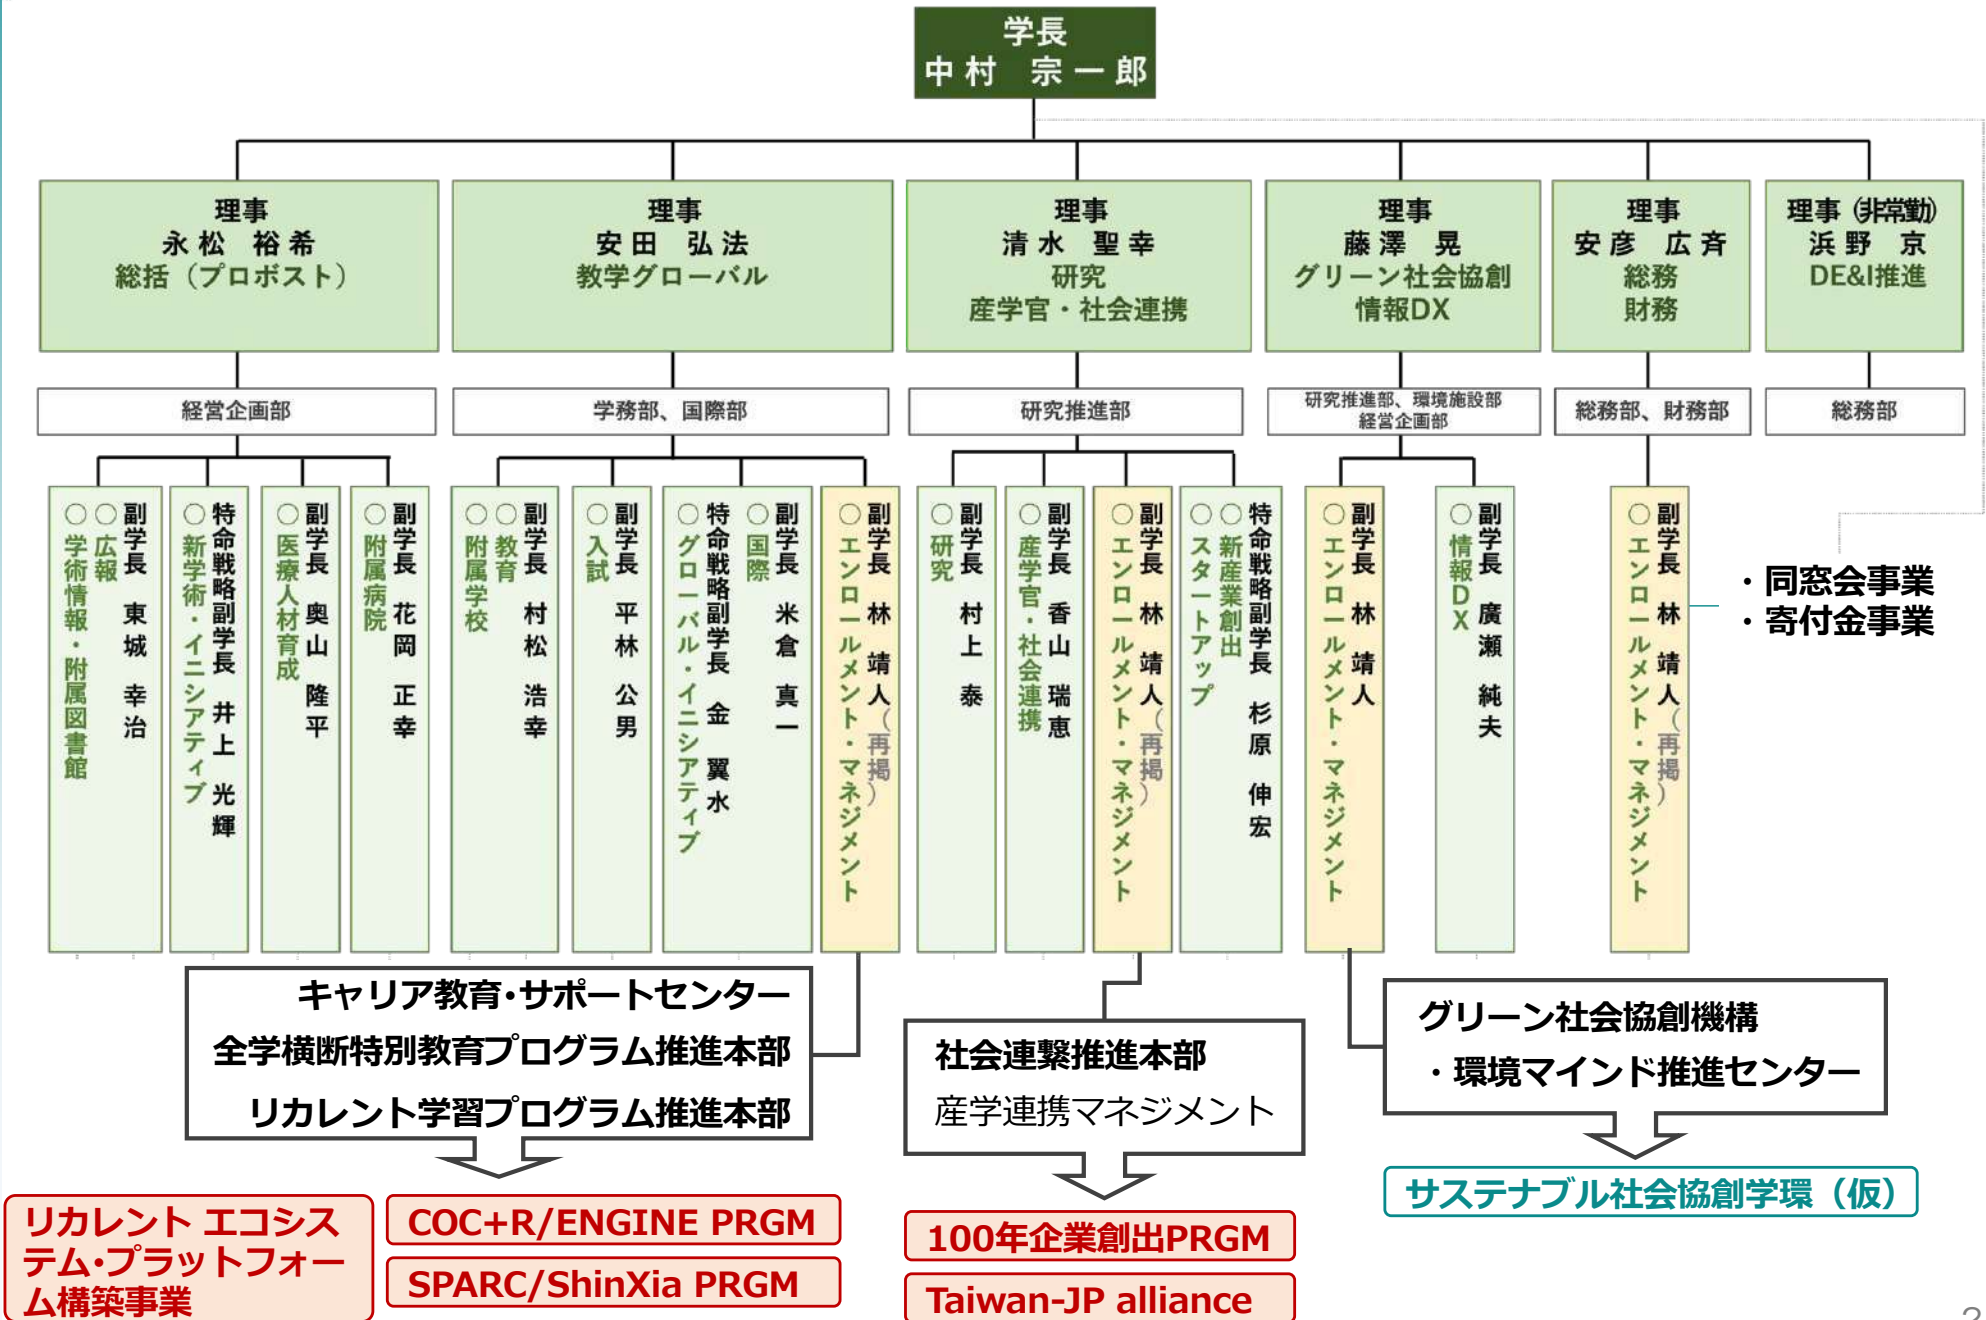 学長
中村 宗一郎
理事
永松 裕希
総括（プロボスト）
理事
安田 弘法
教学グローバル
理事
清水 聖幸
研究
産学官・社会連携
理事
藤澤 晃
グリーン社会協創
情報DX
理事
安彦 広斉
総務
財務
理事（非常勤）
浜野 京
DE&I推進
経営企画部
学務部、国際部
研究推進部
研究推進部、環境施設部
経営企画部
総務部、財務部
総務部
副学長 東城 幸治
○広報
○学術情報・附属図書館
特命戦略副学長 井上 光輝
○新学術・イニシアティブ
副学長 奥山 隆平
○医療人材育成
副学長 花岡 正幸
○附属病院
副学長 村松 浩幸
○教育
○附属学校
副学長 平林 公男
○入試
副学長 米倉 真一
○国際
特命戦略副学長 金 翼水
○グローバル・イニシアティブ
副学長 林 靖人（再掲）
○エンロールメント・マネジメント
副学長 村上 泰
○研究
副学長 香山 瑞恵
○産学官・社会連携
副学長 林 靖人（再掲）
○エンロールメント・マネジメント
特命戦略副学長 杉原 伸宏
○新産業創出
○スタートアップ
副学長 林 靖人
○エンロールメント・マネジメント
副学長 廣瀬 純夫
○情報DX
副学長 林 靖人（再掲）
○エンロールメント・マネジメント
・同窓会事業
・寄付金事業
キャリア教育・サポートセンター
全学横断特別教育プログラム推進本部
リカレント学習プログラム推進本部
社会連繋推進本部
産学連携マネジメント
グリーン社会協創機構
・環境マインド推進センター
リカレント エコシス
テム・プラットフォー
ム構築事業
COC+R/ENGINE PRGM
SPARC/ShinXia PRGM
100年企業創出PRGM
Taiwan-JP alliance
サステナブル社会協創学環（仮）